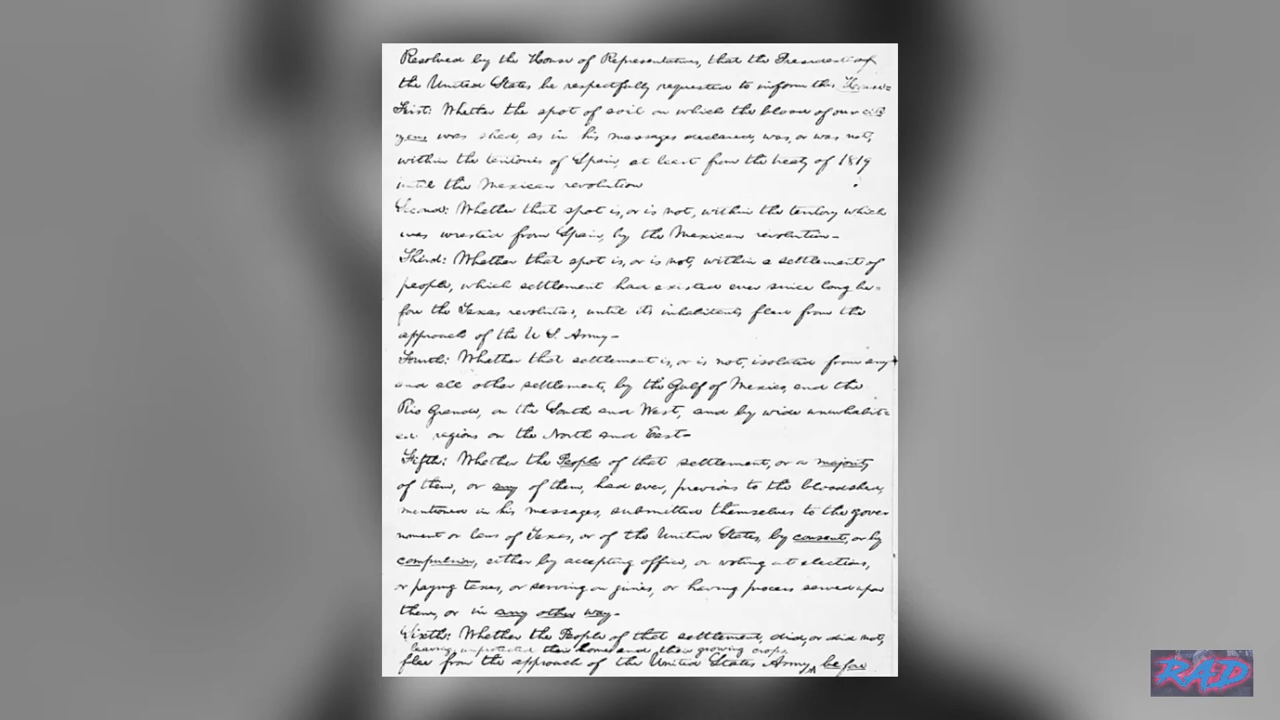 Resolved by the House of Representatives, that the President of
the United States be respectfully requested to inform this House=
First: Whether the spot of soil on which the blood of our citi
zens was shed, as in his messages declared, was, or was not,
within the teritories of Spain, at least from the treaty of 1819
until the Mexican revolution
Second: Whether that spot is, or is not, within the teritory which
was wrested from Spain, by the Mexican revolution-
Third: Whether that spot is, or is not, within a settlement of
people, which settlement had existed ever since long be=
fore the Texas revolution, until its inhabitants fled from the
approach of the U S. Army-
Fourth: Whether that settlement is, or is not, isolated from any
and all other settlement, by the Gulf of Mexico, and the
Rio Grande, on the South and West, and by wide uninhabit
ed regions on the North and East-
Fifth: Whether the People of that settlement, or a majority
of them, or any of them, had ever, previous to the bloodshed,
mentioned in his messages, submitted themselves to the gover
nment or laws of Texas, or of the United States, by consent, or by
compulsion, either by accepting office, or voting at elections,
or paying taxes, or serving on juries, or having process served upon
them, or in any other way-
Sixth: Whether the People of that settlement, did, or did not,
leaving unprotected their homes and their growing crops
flee from the approach of the United States Army, before
RAD